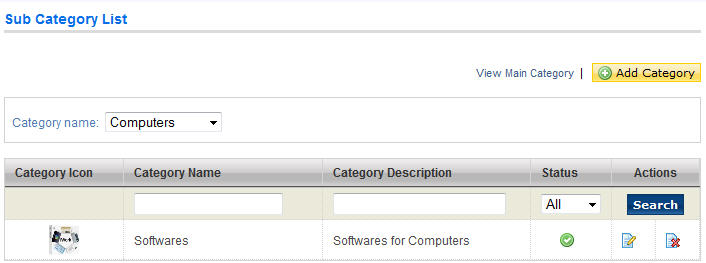 Sub Category List
View Main Category | Add Category
Category name: Computers
Category Icon Category Name Category Description Status Actions
All Search
Softwares Softwares for Computers